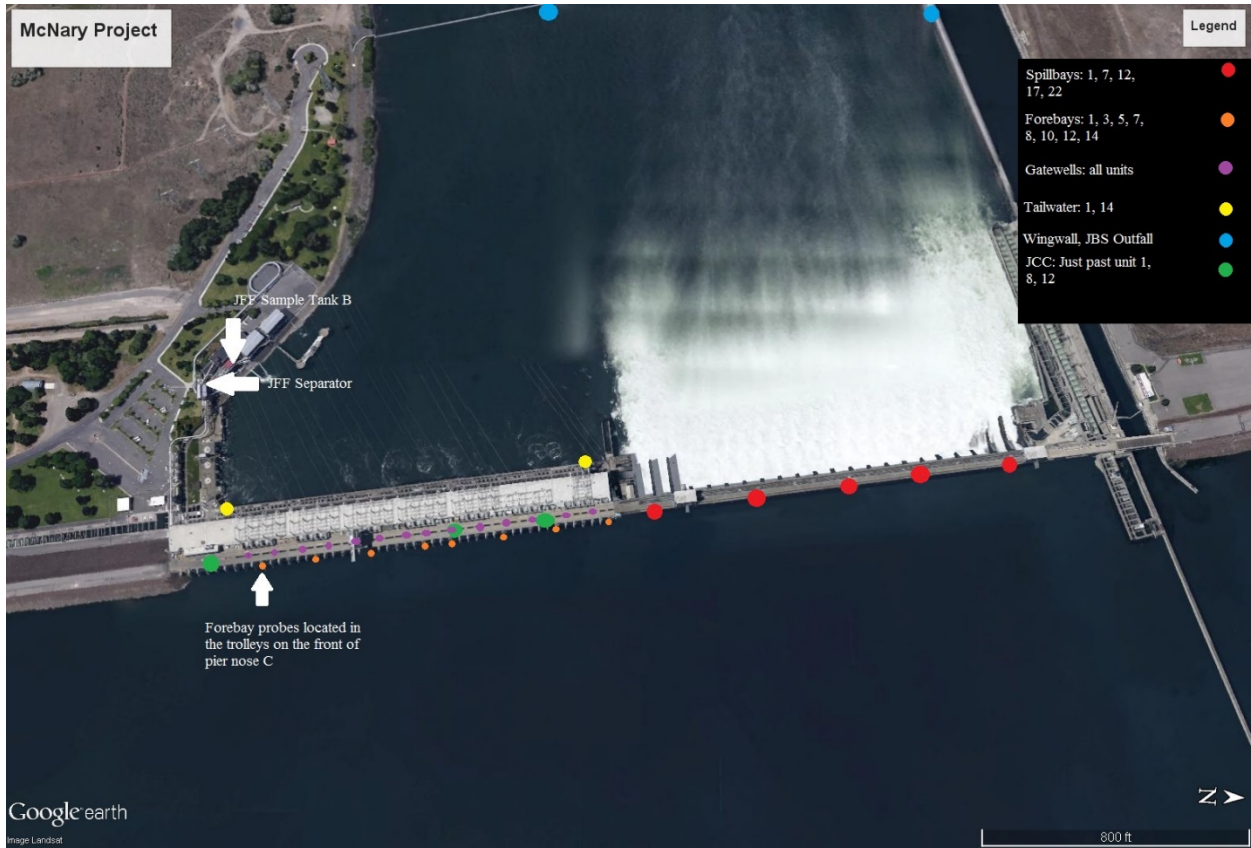 McNary Project
Legend
Spillbays: 1, 7, 12,
17, 22
Forebays: 1, 3, 5, 7,
8, 10, 12, 14
Gatewells: all units
Tailwater: 1, 14
Wingwall, JBS Outfall
JCC: Just past unit 1,
8, 12
JFF Sample Tank B
JFF Separator
Forebay probes located in
the trolleys on the front of
pier nose C
Google earth
Image Landsat
N
800 ft